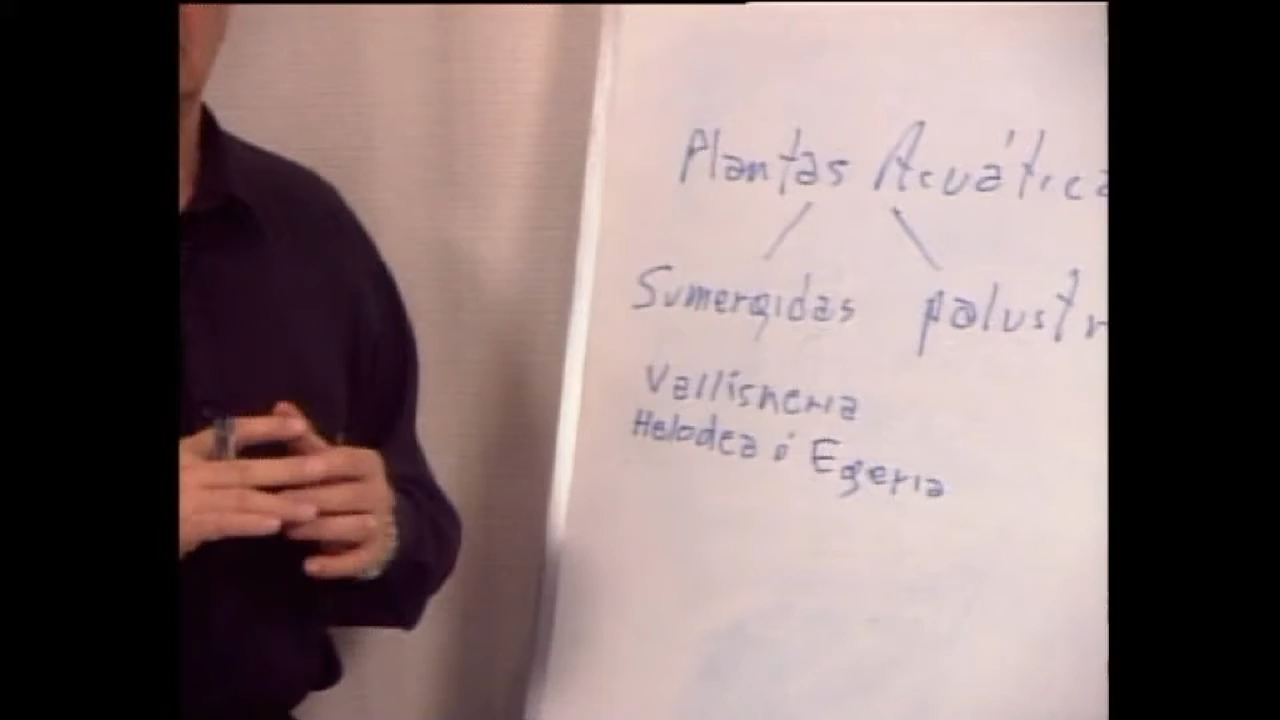 Plantas Acuática
Sumergidas palustr
Vallisneria
Helodea ó Egeria